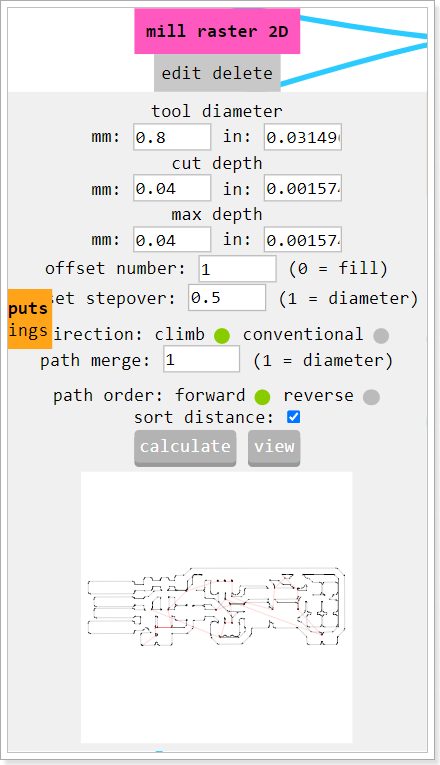 mill raster 2D
edit delete
tool diameter
mm: 0.8 in: 0.03149
cut depth
mm: 0.04 in: 0.00157
max depth
mm: 0.04 in: 0.00157
offset number: 1 (0 = fill)
puts
set stepover: 0.5 (1 = diameter)
ings
irection: climb conventional
path merge: 1 (1 = diameter)
path order: forward reverse
sort distance:
calculate view